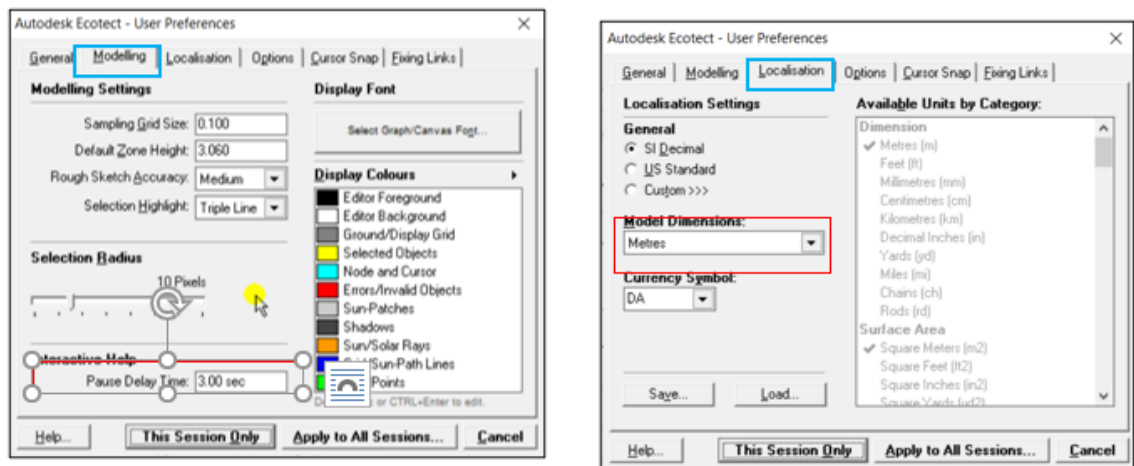 Autodesk Ecotect - User Preferences
General Modelling Localisation Options Cursor Snap Fixing Links
Modelling Settings
Sampling Grid Size: 0.100
Default Zone Height: 3.060
Rough Sketch Accuracy: Medium
Selection Highlight: Triple Line
Selection Radius
10 Pixels
Interactive Help
Pause Delay Time: 3.00 sec
Display Font
Select Graph/Canvas Font...
Display Colours
Editor Foreground
Editor Background
Ground/Display Grid
Selected Objects
Node and Cursor
Errors/Invalid Objects
Sun-Patches
Shadows
Sun/Solar Rays
Sun-Path Lines
Points
or CTRL+Enter to edit.
Help... This Session Only Apply to All Sessions... Cancel
Autodesk Ecotect - User Preferences
General Modelling Localisation Options Cursor Snap Fixing Links
Localisation Settings
General
SI Decimal
US Standard
Custom >>>
Model Dimensions:
Metres
Currency Symbol:
DA
Save... Load...
Available Units by Category:
Dimension
Metres (m)
Feet (ft)
Millimetres (mm)
Centimetres (cm)
Kilometres (km)
Decimal Inches (in)
Yards (yd)
Miles (mi)
Chains (ch)
Rods (rd)
Surface Area
Square Meters (m2)
Square Feet (ft2)
Square Inches (in2)
Square Yards (yd2)
Help... This Session Only Apply to All Sessions... Cancel